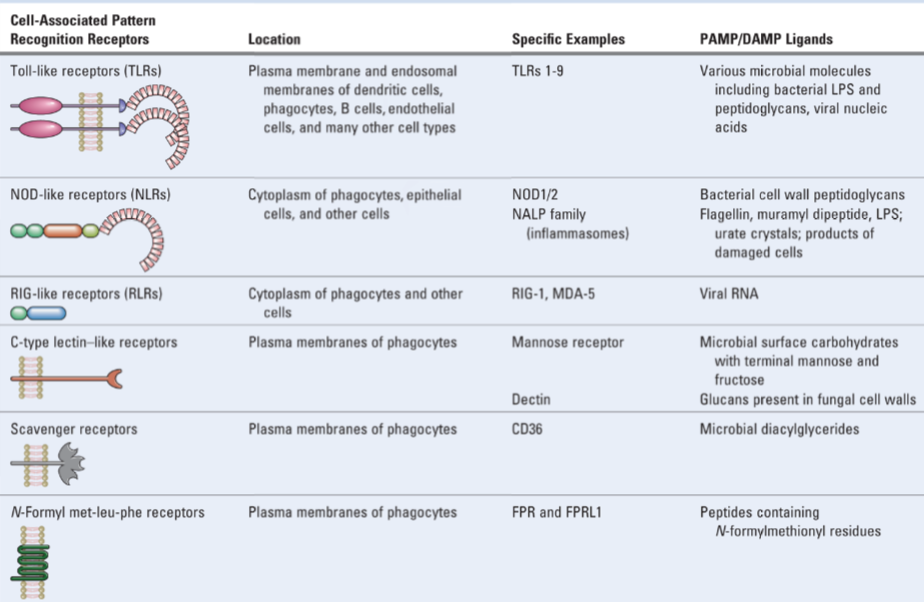 Cell-Associated Pattern
Recognition Receptors
Location
Specific Examples
PAMP/DAMP Ligands
Toll-like receptors (TLRs)
Plasma membrane and endosomal
membranes of dendritic cells,
phagocytes, B cells, endothelial
cells, and many other cell types
TLRs 1-9
Various microbial molecules
including bacterial LPS and
peptidoglycans, viral nucleic
acids
NOD-like receptors (NLRs)
Cytoplasm of phagocytes, epithelial
cells, and other cells
NOD1/2
NALP family
(inflammasomes)
Bacterial cell wall peptidoglycans
Flagellin, muramyl dipeptide, LPS;
urate crystals; products of
damaged cells
RIG-like receptors (RLRs)
Cytoplasm of phagocytes and other
cells
RIG-1, MDA-5
Viral RNA
C-type lectin–like receptors
Plasma membranes of phagocytes
Mannose receptor
Microbial surface carbohydrates
with terminal mannose and
fructose
Dectin
Glucans present in fungal cell walls
Scavenger receptors
Plasma membranes of phagocytes
CD36
Microbial diacylglycerides
N-Formyl met-leu-phe receptors
Plasma membranes of phagocytes
FPR and FPRL1
Peptides containing
N-formylmethionyl residues